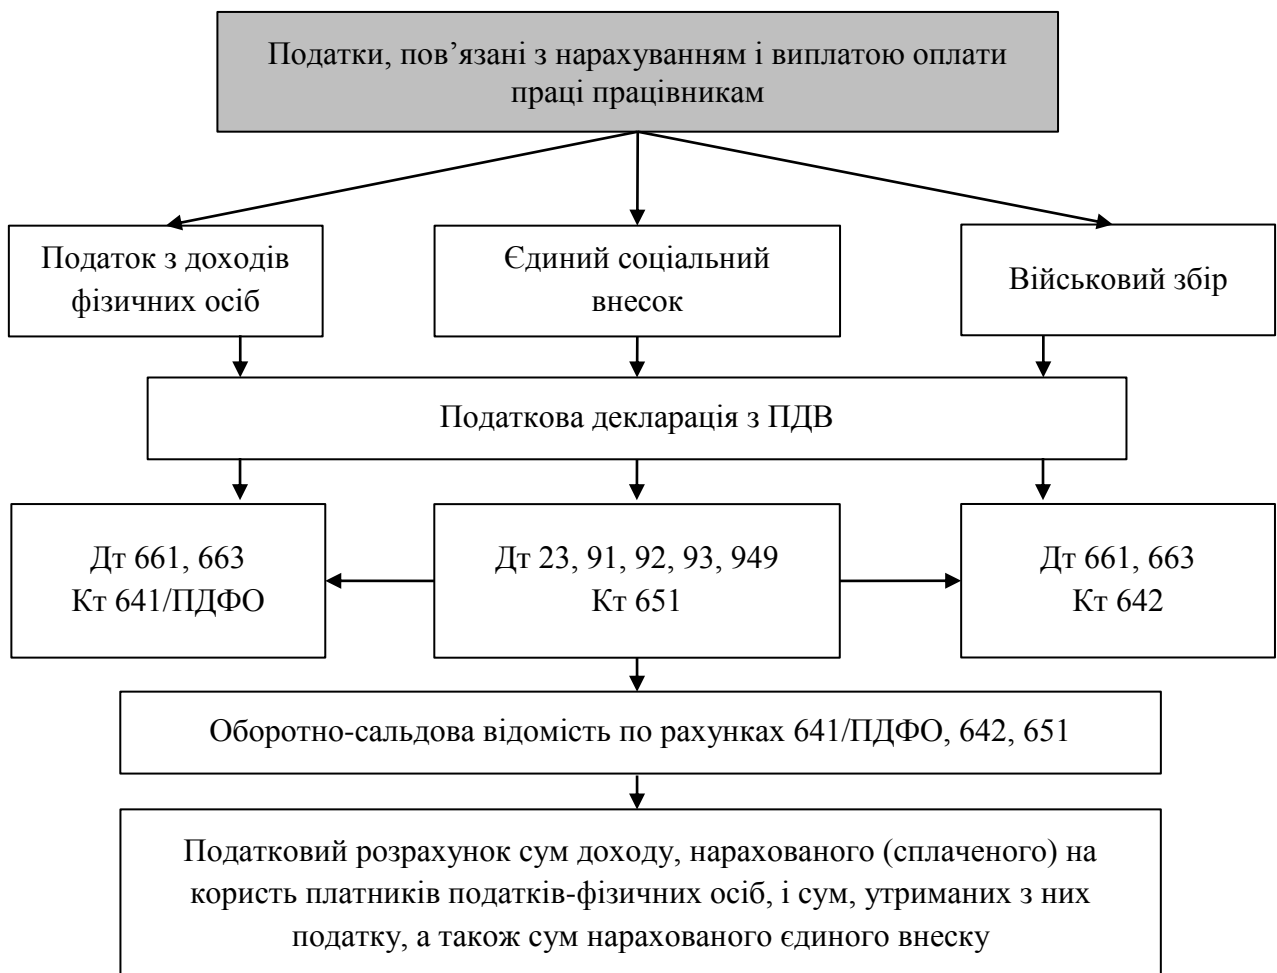 Податки, пов’язані з нарахуванням і виплатою оплати
праці працівникам
Податок з доходів
фізичних осіб
Єдиний соціальний
внесок
Військовий збір
Податкова декларація з ПДВ
Дт 661, 663
Кт 641/ПДФО
Дт 23, 91, 92, 93, 949
Кт 651
Дт 661, 663
Кт 642
Оборотно-сальдова відомість по рахунках 641/ПДФО, 642, 651
Податковий розрахунок сум доходу, нарахованого (сплаченого) на
користь платників податків-фізичних осіб, і сум, утриманих з них
податку, а також сум нарахованого єдиного внеску